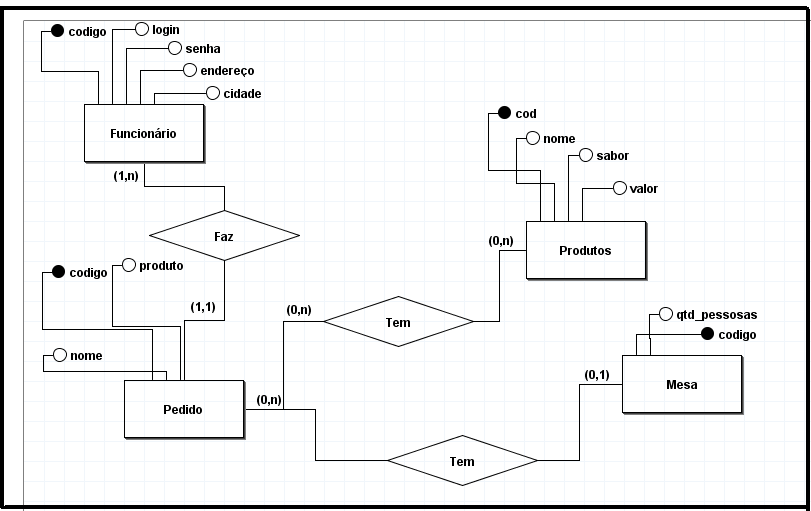 codigo
login
senha
endereço
cidade
Funcionário
(1,n)
Faz
(1,1)
cod
nome
sabor
valor
Produtos
(0,n)
codigo
produto
nome
Pedido
(0,n)
Tem
(0,n)
qtd_pessosas
codigo
Mesa
(0,1)
Tem